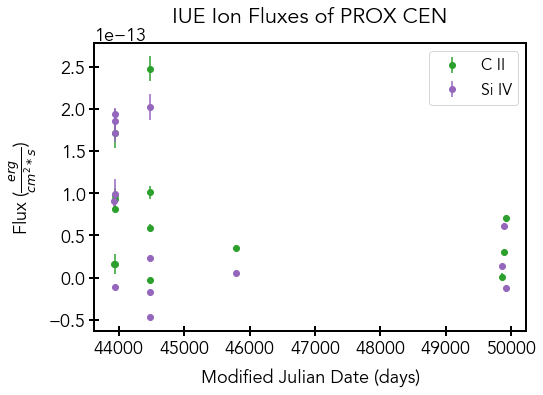 IUE Ion Fluxes of PROX CEN
1e−13
C II
Si IV
2.5
2.0
1.5
1.0
0.5
0.0
−0.5
Flux (erg/cm²*s)
44000 45000 46000 47000 48000 49000 50000
Modified Julian Date (days)